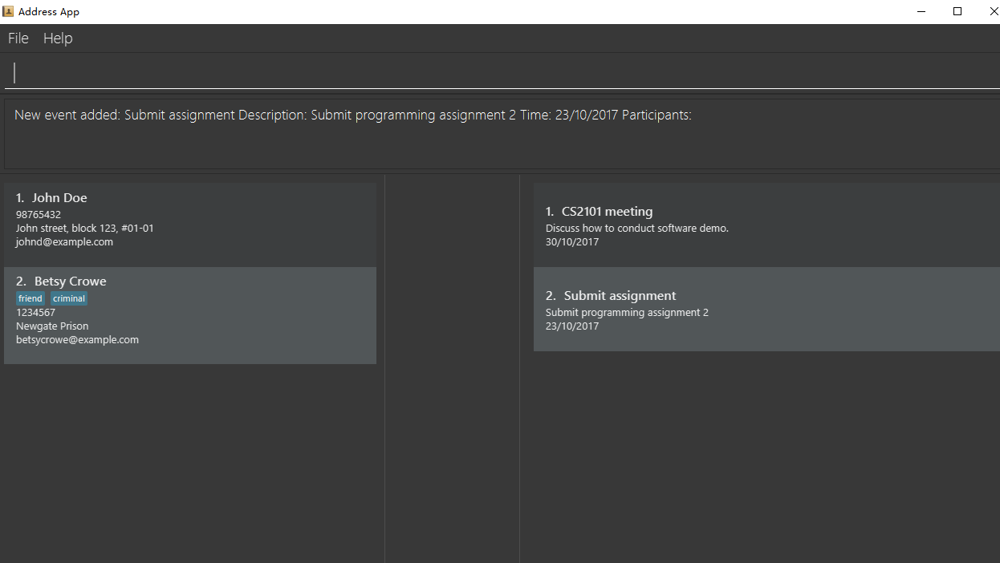 Address App
File Help
New event added: Submit assignment Description: Submit programming assignment 2 Time: 23/10/2017 Participants:
1. John Doe
98765432
John street, block 123, #01-01
johnd@example.com
2. Betsy Crowe
friend criminal
1234567
Newgate Prison
betsycrowe@example.com
1. CS2101 meeting
Discuss how to conduct software demo.
30/10/2017
2. Submit assignment
Submit programming assignment 2
23/10/2017